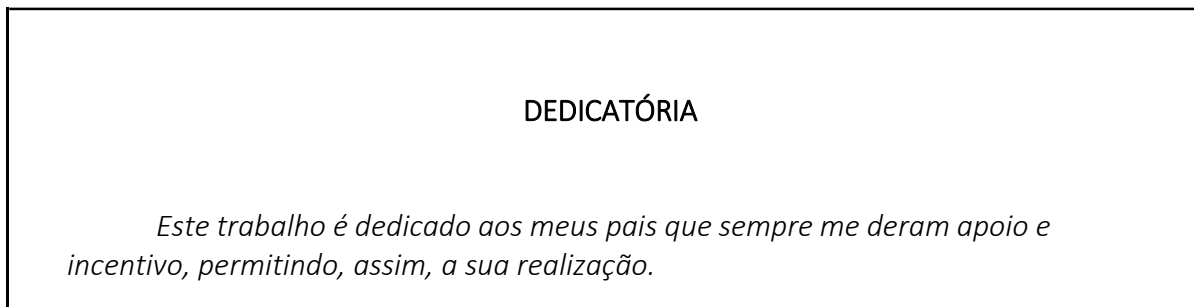 DEDICATÓRIA
Este trabalho é dedicado aos meus pais que sempre me deram apoio e
incentivo, permitindo, assim, a sua realização.